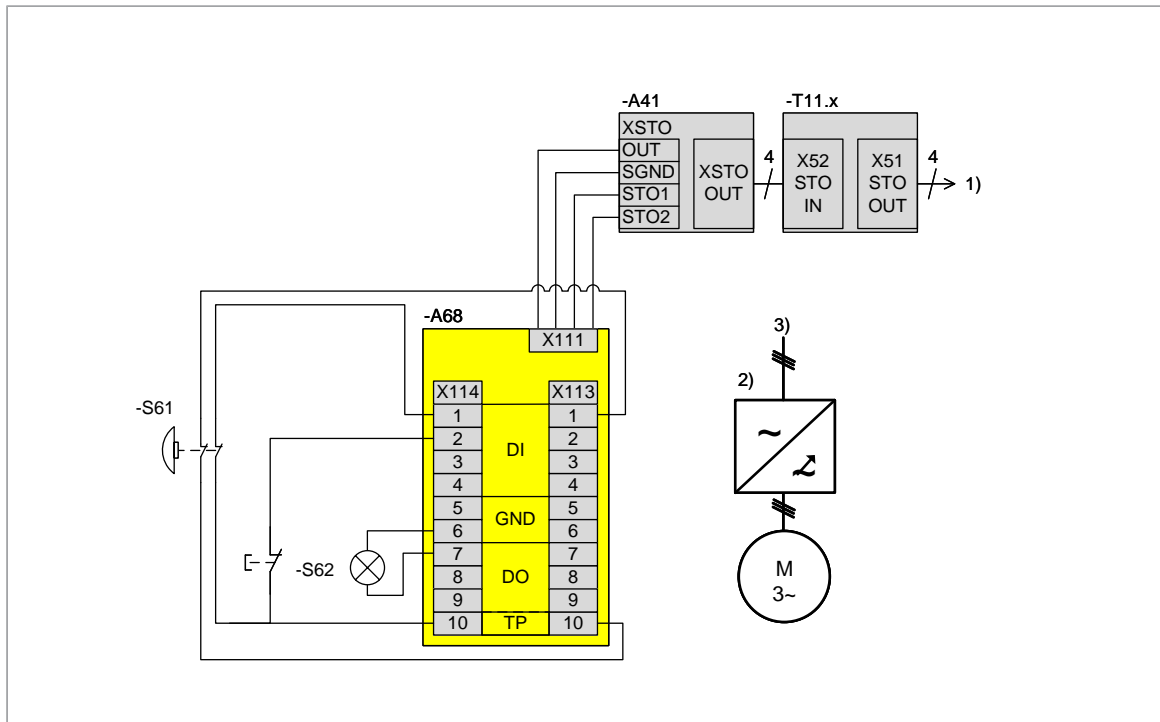 -A41
-T11.x
XSTO
OUT
SGND
STO1
STO2
XSTO
OUT
4
X52
STO
IN
X51
STO
OUT
4
1)
-A68
X111
X114
X113
1
1
2
2
3
3
4
4
DI
5
5
6
6
GND
7
7
8
8
9
9
DO
10
TP
10
-S61
-S62
3)
2)
~
M
3~